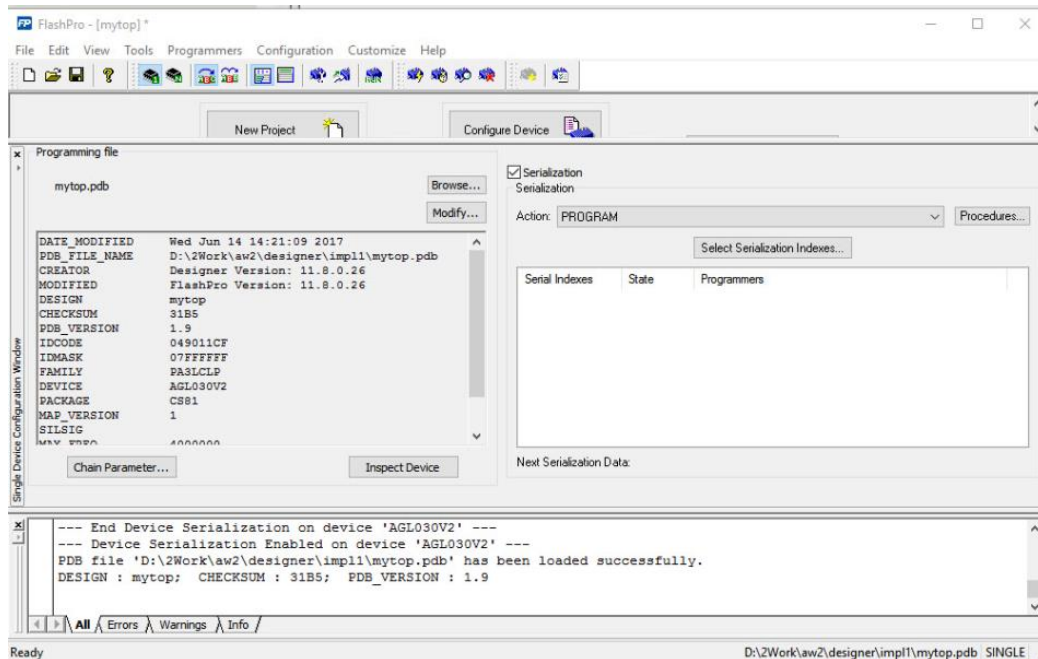 FlashPro - [mytop] *
File Edit View Tools Programmers Configuration Customize Help
New Project
Configure Device
Programming file
mytop.pdb
Browse...
Modify...
DATE_MODIFIED Wed Jun 14 14:21:09 2017
PDB_FILE_NAME D:\2Work\aw2\designer\impl1\mytop.pdb
CREATOR Designer Version: 11.8.0.26
MODIFIED FlashPro Version: 11.8.0.26
DESIGN mytop
CHECKSUM 31B5
PDB_VERSION 1.9
IDCODE 049011CF
IDMASK 07FFFFFF
FAMILY PA3LCLP
DEVICE AGL030V2
PACKAGE CS81
MAP_VERSION 1
SILSIG
MAX_FREQ 4000000
Chain Parameter...
Inspect Device
Serialization
Serialization
Action: PROGRAM
Procedures...
Select Serialization Indexes...
Serial Indexes State Programmers
Next Serialization Data:
Single Device Configuration Window
--- End Device Serialization on device 'AGL030V2' ---
--- Device Serialization Enabled on device 'AGL030V2' ---
PDB file 'D:\2Work\aw2\designer\impl1\mytop.pdb' has been loaded successfully.
DESIGN : mytop; CHECKSUM : 31B5; PDB_VERSION : 1.9
All Errors Warnings Info
Ready
D:\2Work\aw2\designer\impl1\mytop.pdb SINGLE